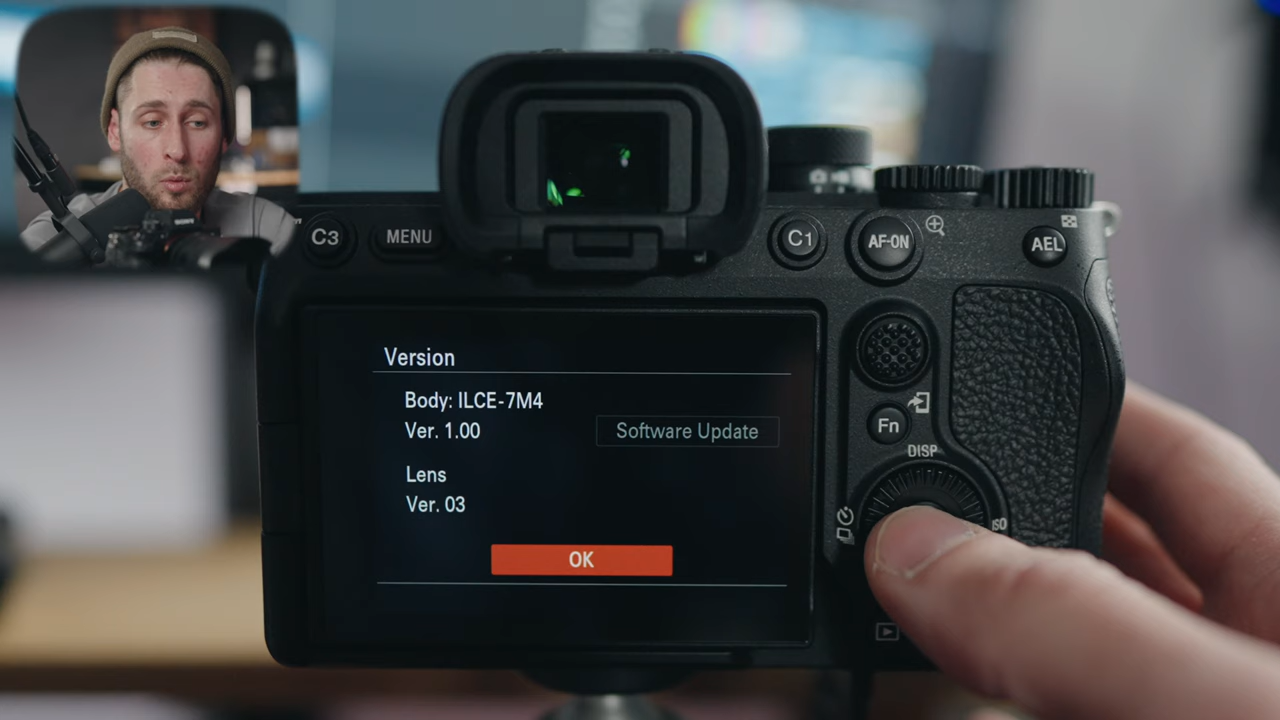 SONY
C3
MENU
C1
AF-ON
AEL
Version
Body: ILCE-7M4
Ver. 1.00
Software Update
Lens
Ver. 03
OK
Fn
DISP
ISO